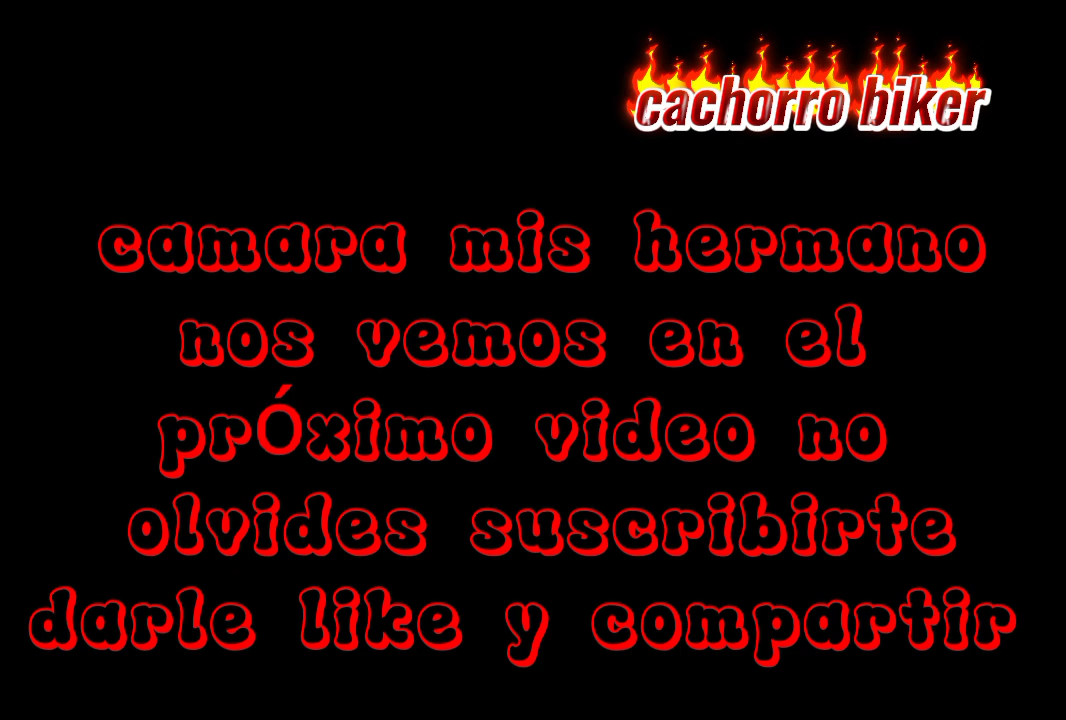 cachorro biker
camara mis hermano
nos vemos en el
prÓximo video no
olvides suscribirte
darle like y compartir